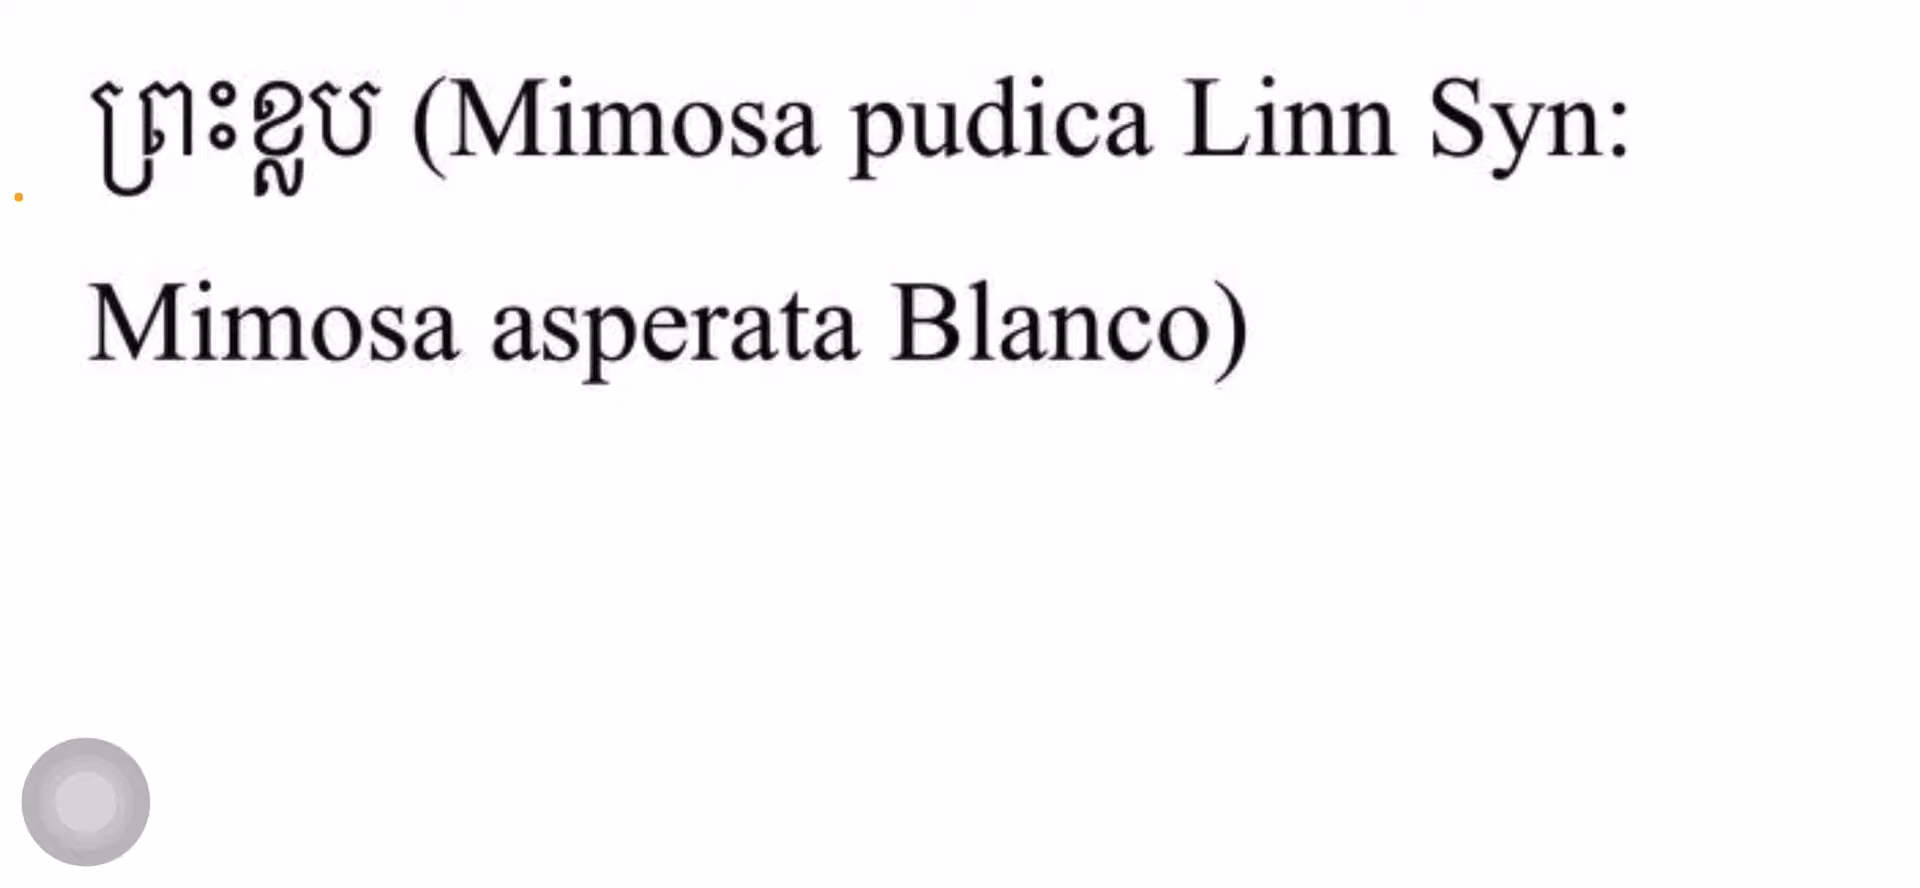 ព្រះខ្លប (Mimosa pudica Linn Syn:
Mimosa asperata Blanco)